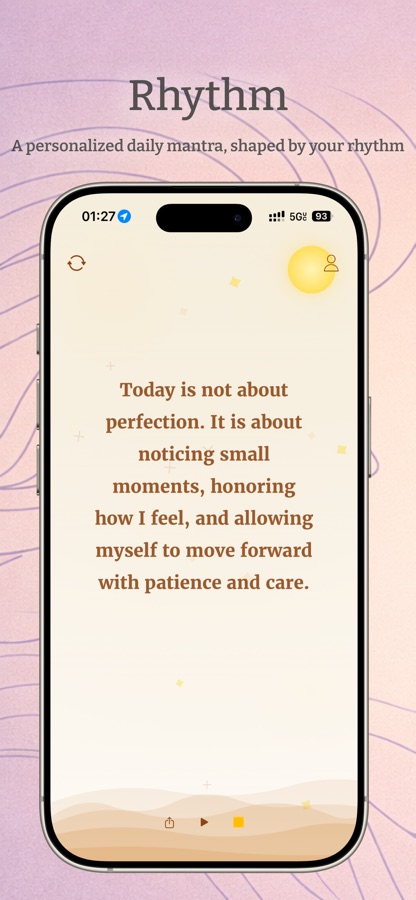 Rhythm
A personalized daily mantra, shaped by your rhythm
01:27 5G 93
Today is not about
perfection. It is about
noticing small
moments, honoring
how I feel, and allowing
myself to move forward
with patience and care.